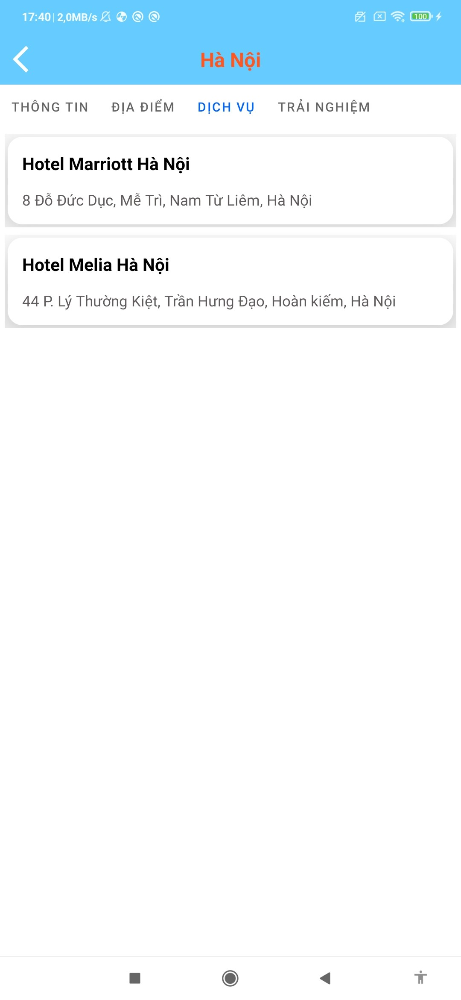 17:40 | 2,0MB/s
100
Hà Nội
THÔNG TIN ĐỊA ĐIỂM DỊCH VỤ TRẢI NGHIỆM
Hotel Marriott Hà Nội
8 Đỗ Đức Dục, Mễ Trì, Nam Từ Liêm, Hà Nội
Hotel Melia Hà Nội
44 P. Lý Thường Kiệt, Trần Hưng Đạo, Hoàn kiếm, Hà Nội